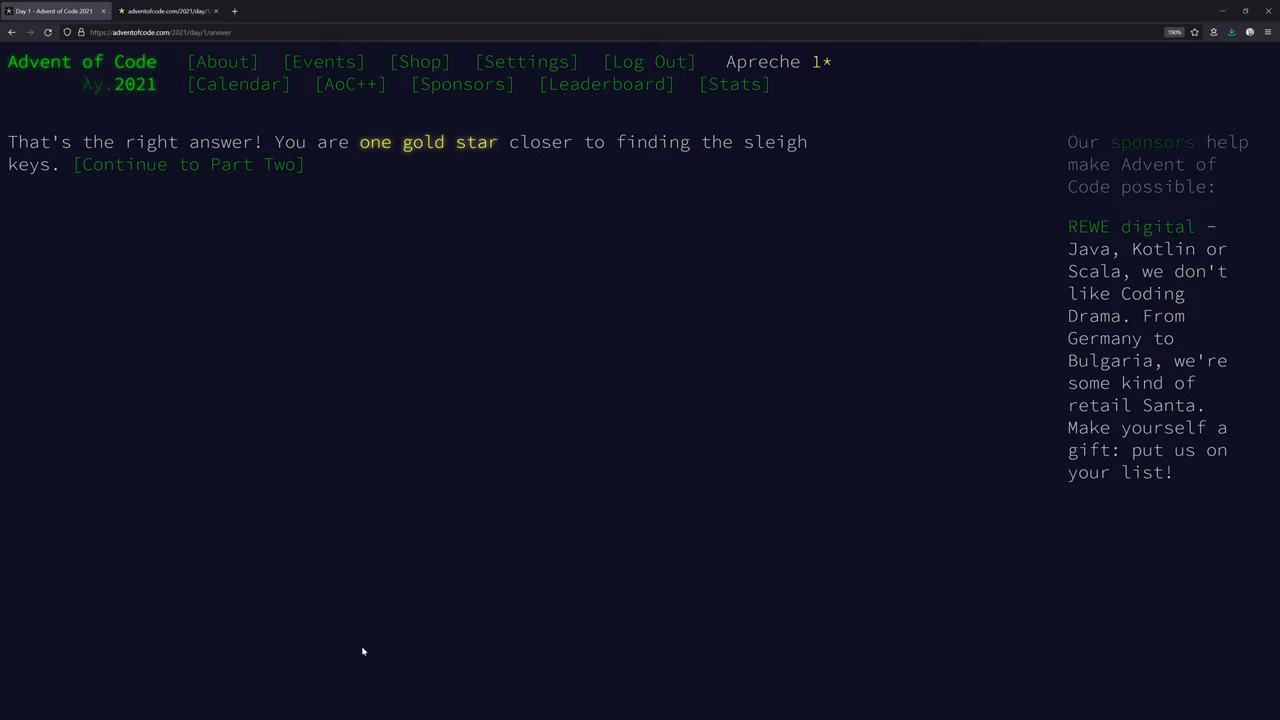 Day 1 - Advent of Code 2021
adventofcode.com/2021/day/1
https://adventofcode.com/2021/day/1/answer
190%
Advent of Code [About] [Events] [Shop] [Settings] [Log Out] Apreche 1*
λy.2021 [Calendar] [AoC++] [Sponsors] [Leaderboard] [Stats]
That's the right answer! You are one gold star closer to finding the sleigh
keys. [Continue to Part Two]
Our sponsors help
make Advent of
Code possible:
REWE digital -
Java, Kotlin or
Scala, we don't
like Coding
Drama. From
Germany to
Bulgaria, we're
some kind of
retail Santa.
Make yourself a
gift: put us on
your list!